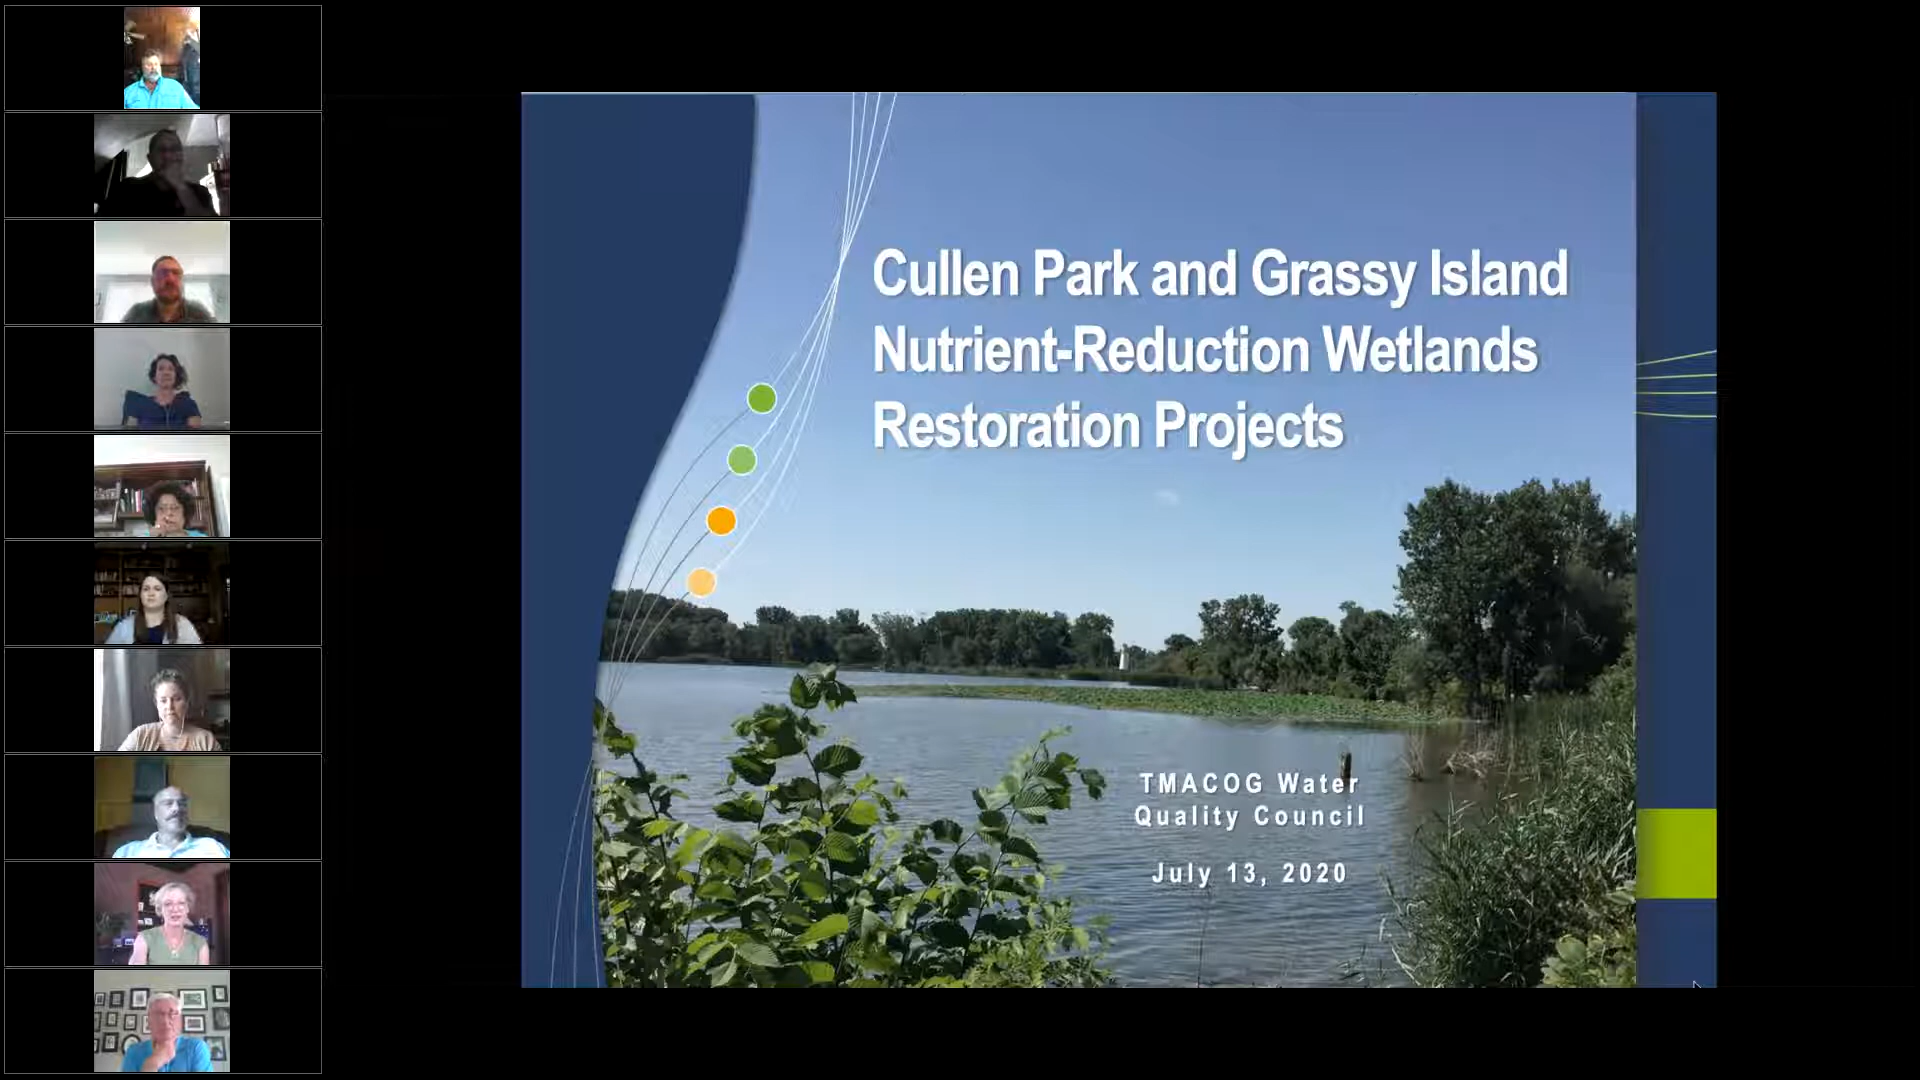 Cullen Park and Grassy Island
Nutrient-Reduction Wetlands
Restoration Projects
TMACOG Water
Quality Council
July 13, 2020